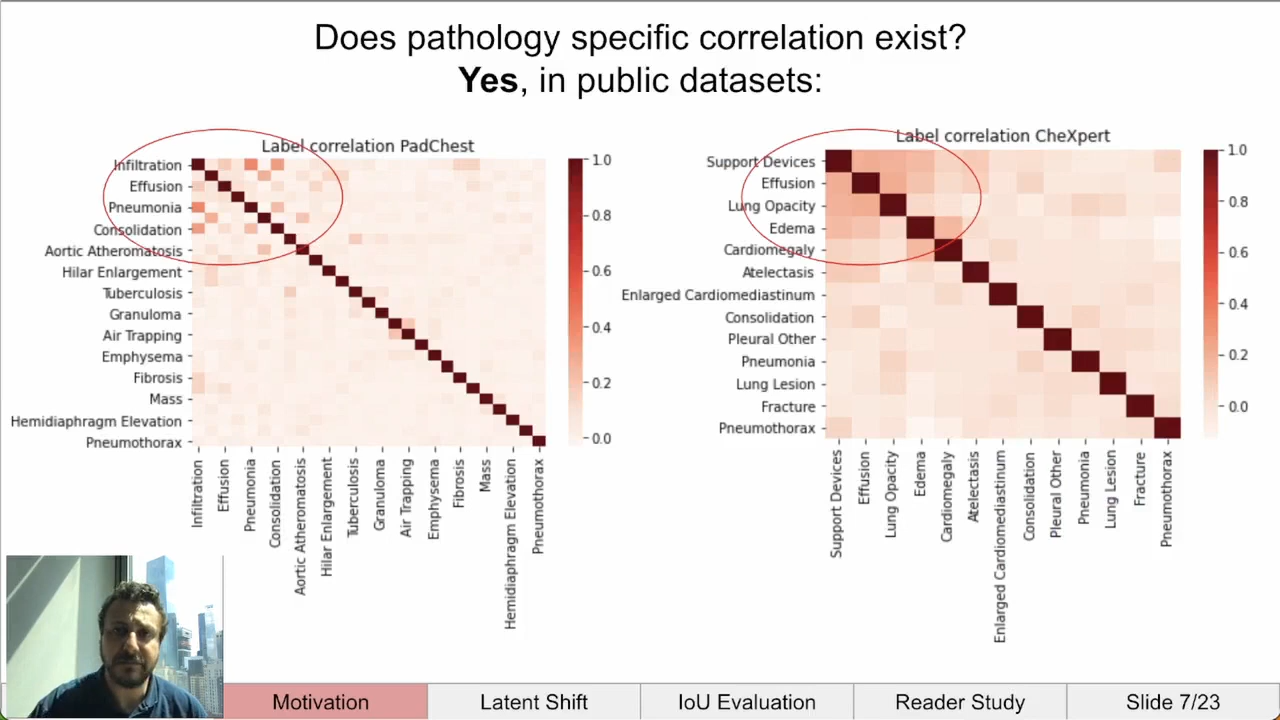 Does pathology specific correlation exist?
Yes, in public datasets:
Label correlation PadChest
Infiltration
Effusion
Pneumonia
Consolidation
Aortic Atheromatosis
Hilar Enlargement
Tuberculosis
Granuloma
Air Trapping
Emphysema
Fibrosis
Mass
Hemidiaphragm Elevation
Pneumothorax
Infiltration
Effusion
Pneumonia
Consolidation
Aortic Atheromatosis
Hilar Enlargement
Tuberculosis
Granuloma
Air Trapping
Emphysema
Fibrosis
Mass
Hemidiaphragm Elevation
Pneumothorax
1.0
0.8
0.6
0.4
0.2
0.0
Label correlation CheXpert
Support Devices
Effusion
Lung Opacity
Edema
Cardiomegaly
Atelectasis
Enlarged Cardiomediastinum
Consolidation
Pleural Other
Pneumonia
Lung Lesion
Fracture
Pneumothorax
Support Devices
Effusion
Lung Opacity
Edema
Cardiomegaly
Atelectasis
Enlarged Cardiomediastinum
Consolidation
Pleural Other
Pneumonia
Lung Lesion
Fracture
Pneumothorax
1.0
0.8
0.6
0.4
0.2
0.0
Motivation
Latent Shift
IoU Evaluation
Reader Study
Slide 7/23